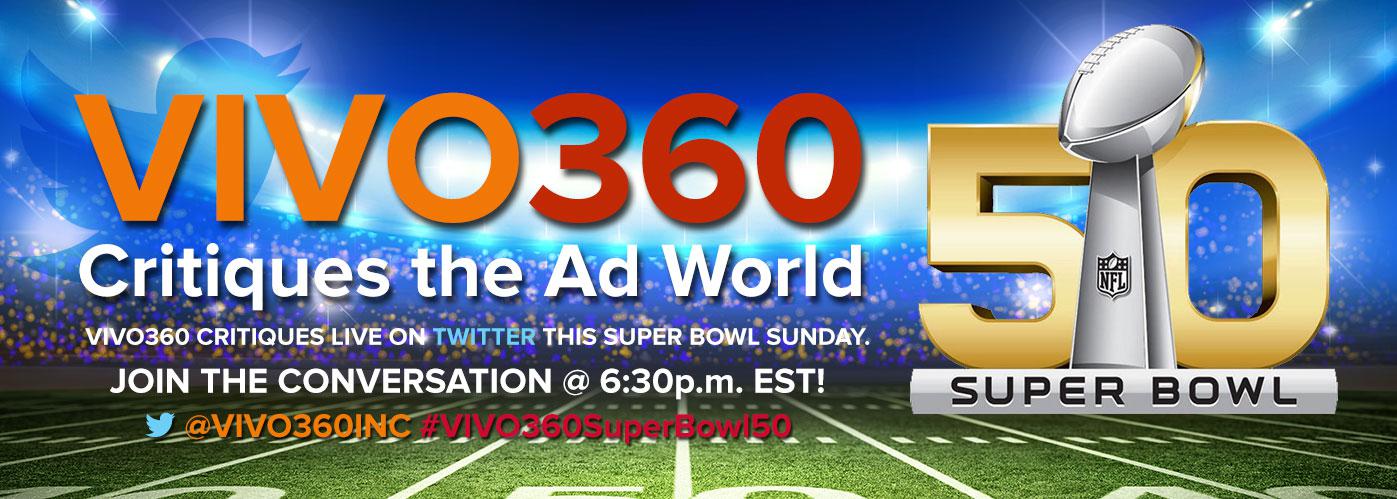 VIVO360
Critiques the Ad World
VIVO360 CRITIQUES LIVE ON TWITTER THIS SUPER BOWL SUNDAY.
JOIN THE CONVERSATION @ 6:30p.m. EST!
@VIVO360INC #VIVO360SuperBowl50
50
NFL
SUPER BOWL